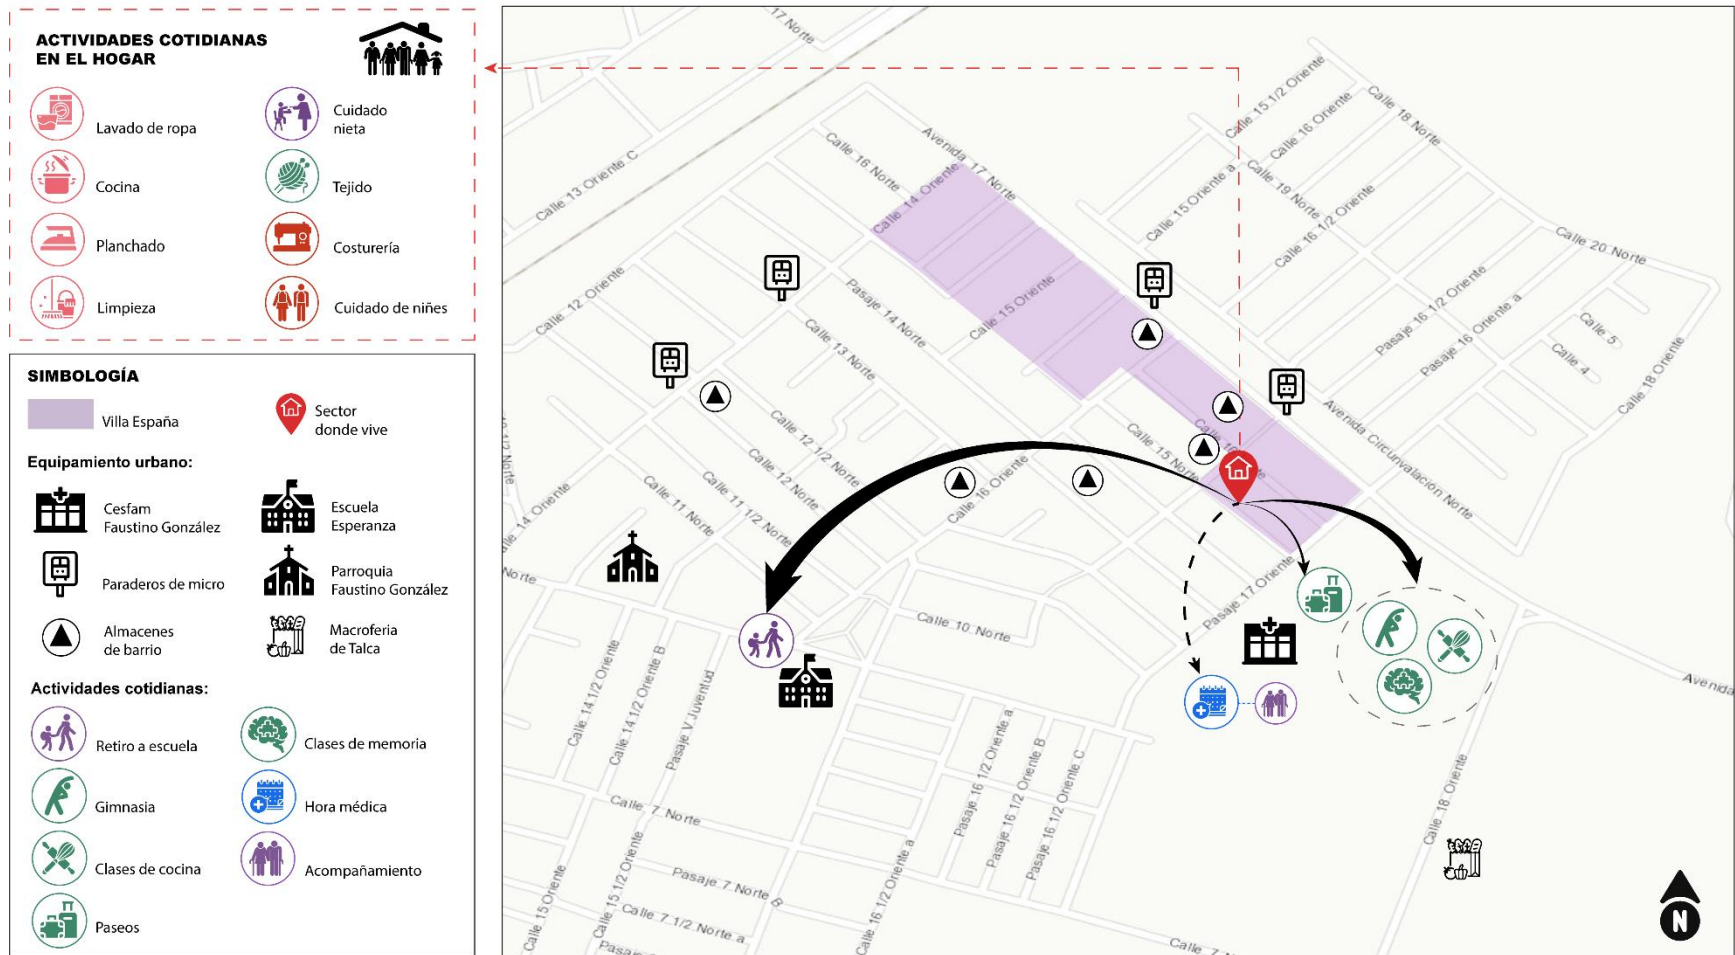 ACTIVIDADES COTIDIANAS
EN EL HOGAR
Lavado de ropa
Cuidado
nieta
Cocina
Tejido
Planchado
Costurería
Limpieza
Cuidado de niñes
SIMBOLOGÍA
Villa España
Sector
donde vive
Equipamiento urbano:
Cesfam
Faustino González
Escuela
Esperanza
Paraderos de micro
Parroquia
Faustino González
Almacenes
de barrio
Macroferia
de Talca
Actividades cotidianas:
Retiro a escuela
Clases de memoria
Gimnasia
Hora médica
Clases de cocina
Acompañamiento
Paseos
17 Norte
Calle 13 Oriente C
Calle 16 Norte
Avenida 17 Norte
Calle 14 Oriente
Calle 15 1/2 Oriente
Calle 16 Oriente
Calle 18 Norte
Calle 15 Oriente a
Calle 19 Norte
Calle 16 1/2 Oriente
Calle 20 Norte
Calle 12 Oriente
Pasaje 14 Norte
Calle 15 Oriente
Calle 13 Norte
Pasaje 16 1/2 Oriente
Pasaje 16 Oriente a
Calle 5
Calle 4
Calle 18 Oriente
Avenida Circunvalacion Norte
Calle 12 1/2 Norte
Calle 12 Norte
Calle 11 1/2 Norte
Calle 11 Norte
Calle 14 Oriente
Calle 16 Oriente
Calle 15 Norte
Pasaje 17 Oriente
Calle 10 Norte
Norte
Calle 14 1/2 Oriente
Calle 14 1/2 Oriente B
Pasaje V Juventud
Avenida
Calle 18 Oriente
Pasaje 16 1/2 Oriente a
Pasaje 16 1/2 Oriente B
Pasaje 16 1/2 Oriente C
Calle 7 Norte
Pasaje 7 Norte B
Calle 7 1/2 Norte a
Calle 15 Oriente
Calle 15 1/2 Oriente
Calle 16 1/2 Oriente a
Calle 7
N